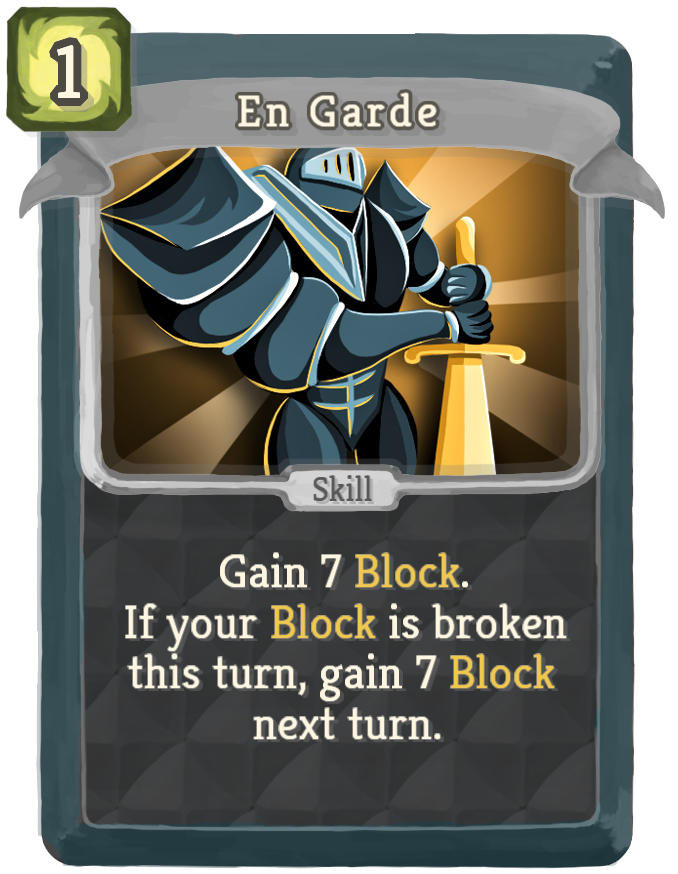 1
En Garde
Skill
Gain 7 Block.
If your Block is broken
this turn, gain 7 Block
next turn.